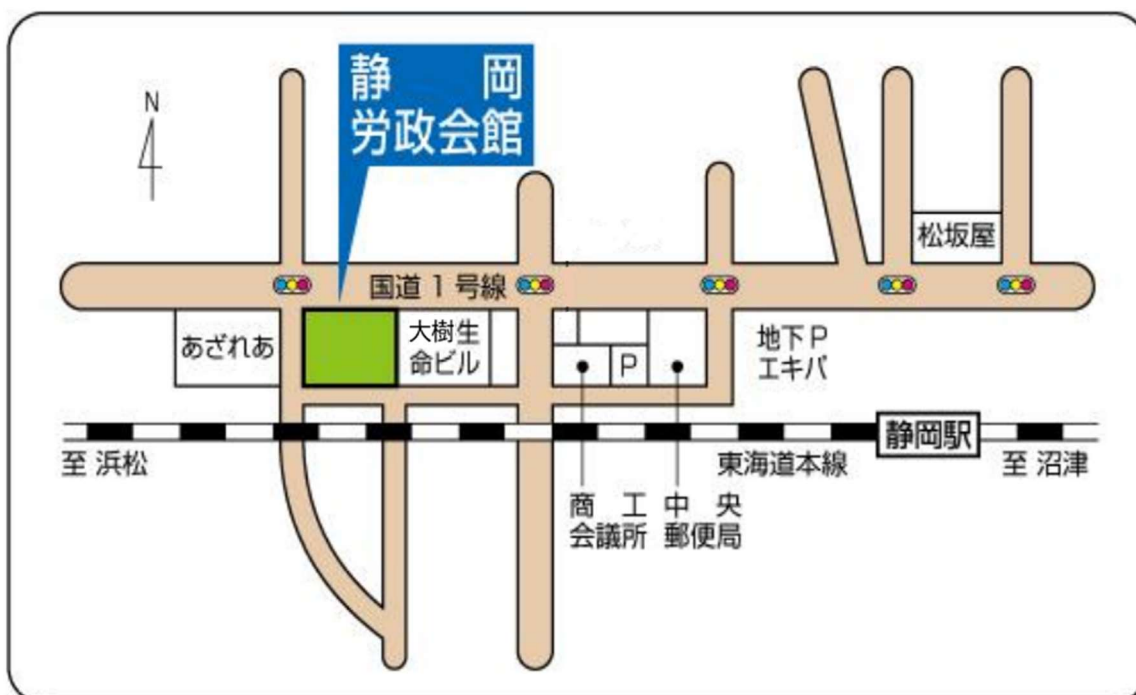 静岡
労政会館
N
松坂屋
国道1号線
あざれあ
大樹生
命ビル
P
地下P
エキパ
静岡駅
至 浜松
東海道本線
至 沼津
商工
会議所
中央
郵便局